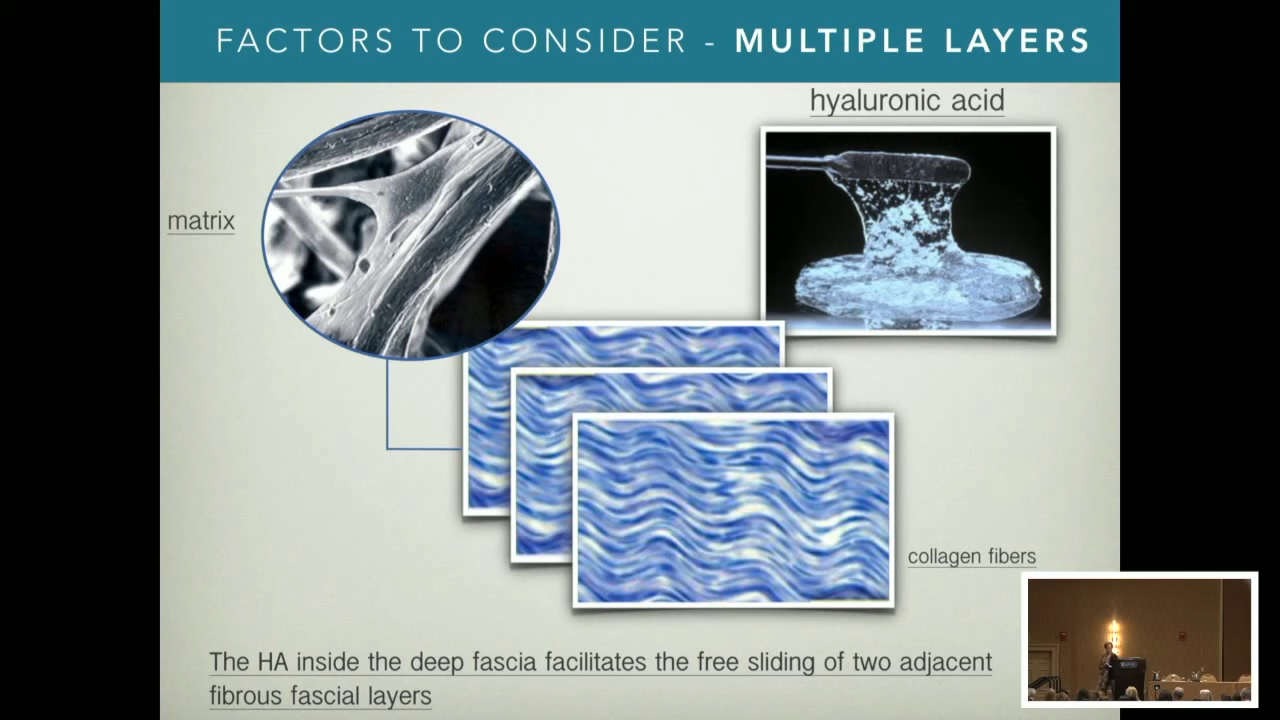 FACTORS TO CONSIDER - MULTIPLE LAYERS
hyaluronic acid
matrix
collagen fibers
The HA inside the deep fascia facilitates the free sliding of two adjacent
fibrous fascial layers